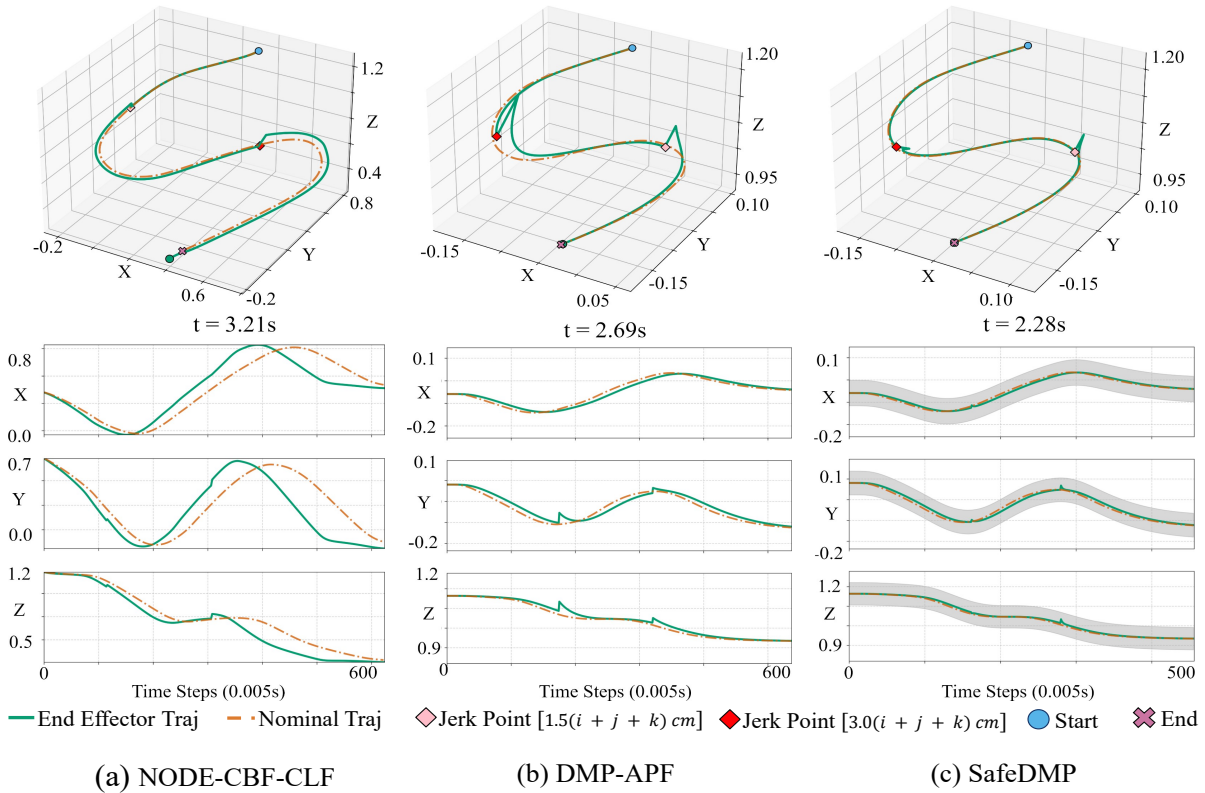 1.2
Z
0.4
0.8
-0.2
X
Y
0.6
-0.2
t = 3.21s
1.20
Z
0.95
0.10
-0.15
X
Y
0.05
-0.15
t = 2.69s
1.20
Z
0.95
0.10
-0.15
X
Y
0.10
-0.15
t = 2.28s
0.8
X
0.0
0.7
Y
0.0
1.2
Z
0.5
0
600
Time Steps (0.005s)
0.1
X
-0.2
0.1
Y
-0.2
1.2
Z
0.9
0
600
Time Steps (0.005s)
0.1
X
-0.2
0.1
Y
-0.2
1.2
Z
0.9
0
500
Time Steps (0.005s)
End Effector Traj
Nominal Traj
Jerk Point [1.5(i + j + k) cm]
Jerk Point [3.0(i + j + k) cm]
Start
End
(a) NODE-CBF-CLF
(b) DMP-APF
(c) SafeDMP